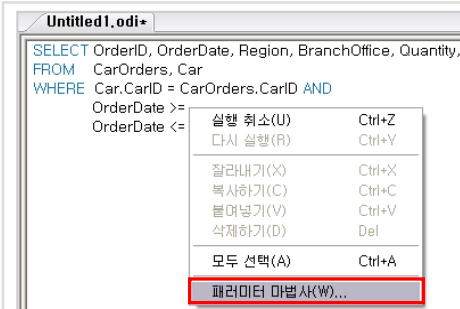 Untitled1.odi*
SELECT OrderID, OrderDate, Region, BranchOffice, Quantity,
FROM CarOrders, Car
WHERE Car.CarID = CarOrders.CarID AND
OrderDate >=
OrderDate <=
실행 취소(U) Ctrl+Z
다시 실행(R) Ctrl+Y
잘라내기(X) Ctrl+X
복사하기(C) Ctrl+C
붙여넣기(V) Ctrl+V
삭제하기(D) Del
모두 선택(A) Ctrl+A
패러미터 마법사(W)...